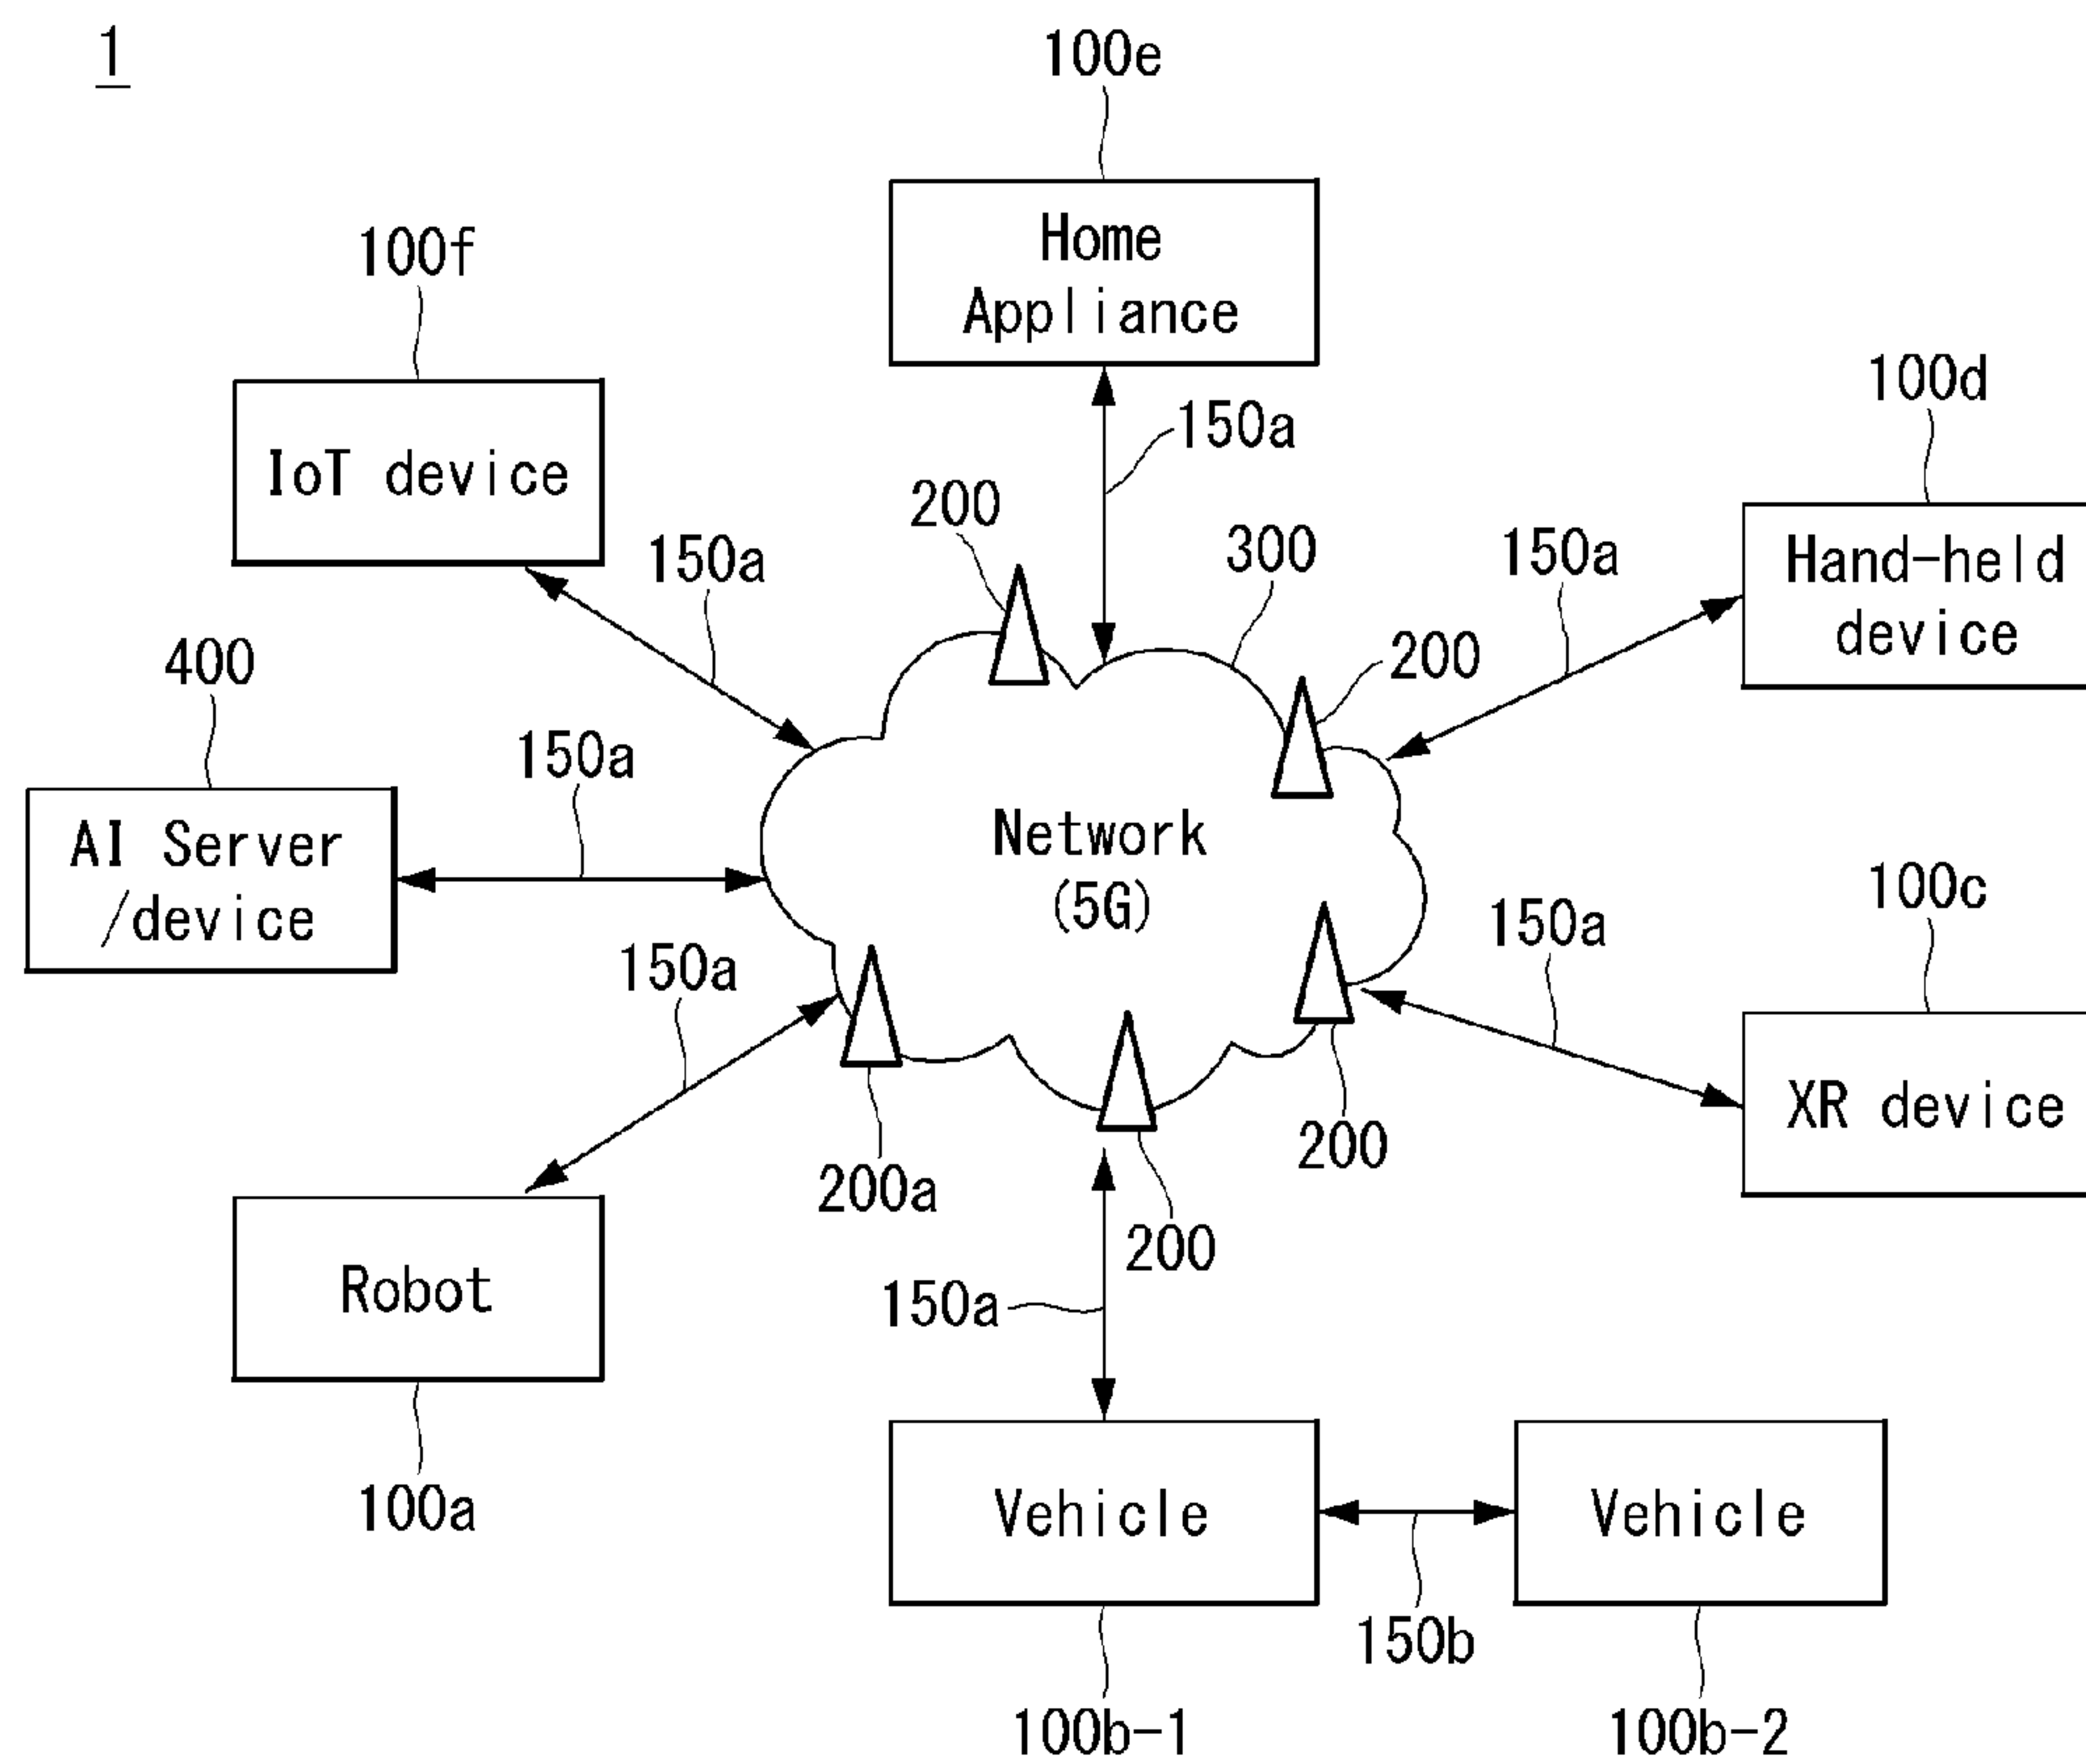 1
100e
Home
Appliance
100f
IoT device
150a
200
300
150a
100d
Hand-held
device
150a
200
400
AI Server
/device
150a
Network
(5G)
100c
XR device
150a
150a
200a
200
200
Robot
100a
150a
Vehicle
Vehicle
150b
100b-1
100b-2